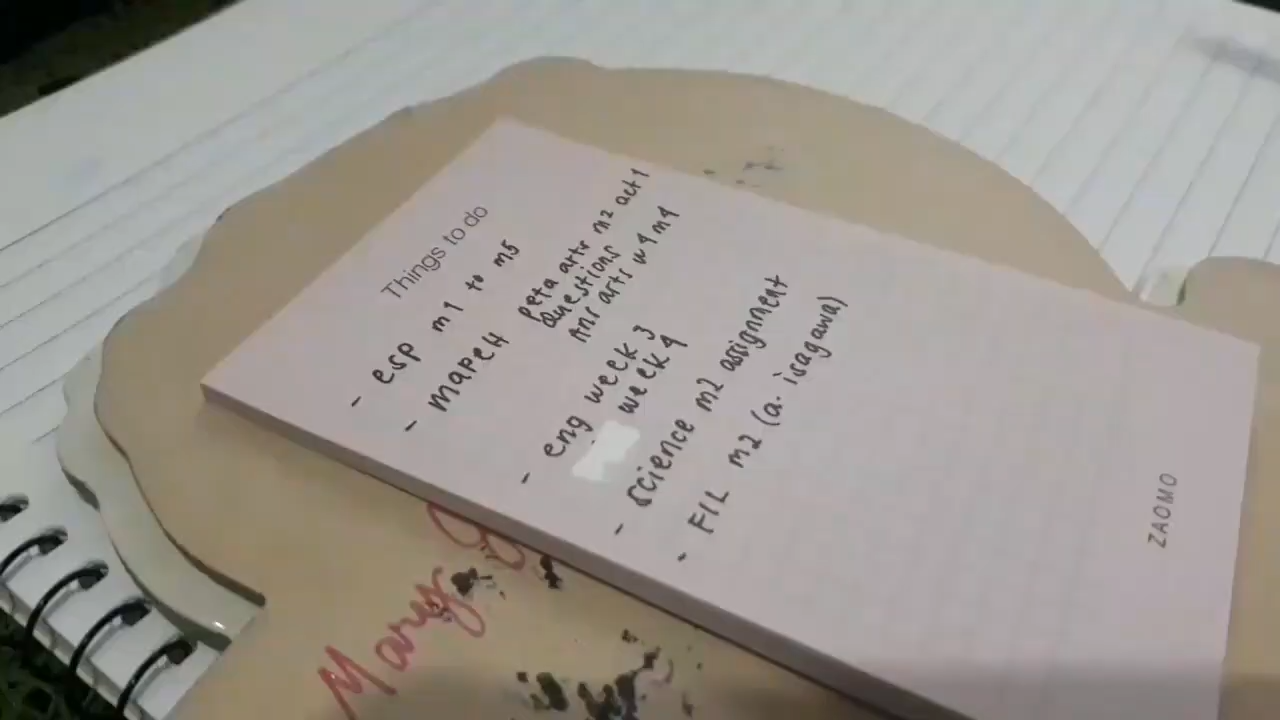 Things to do
- esp m1 to m5
- MAPEH peta arts m2 act 1
Questions
Ans arts w4 m4
- eng week 3
week 4
- science m2 assignment
- FIL m2 (a. isagawa)
ZAOMO
Mary